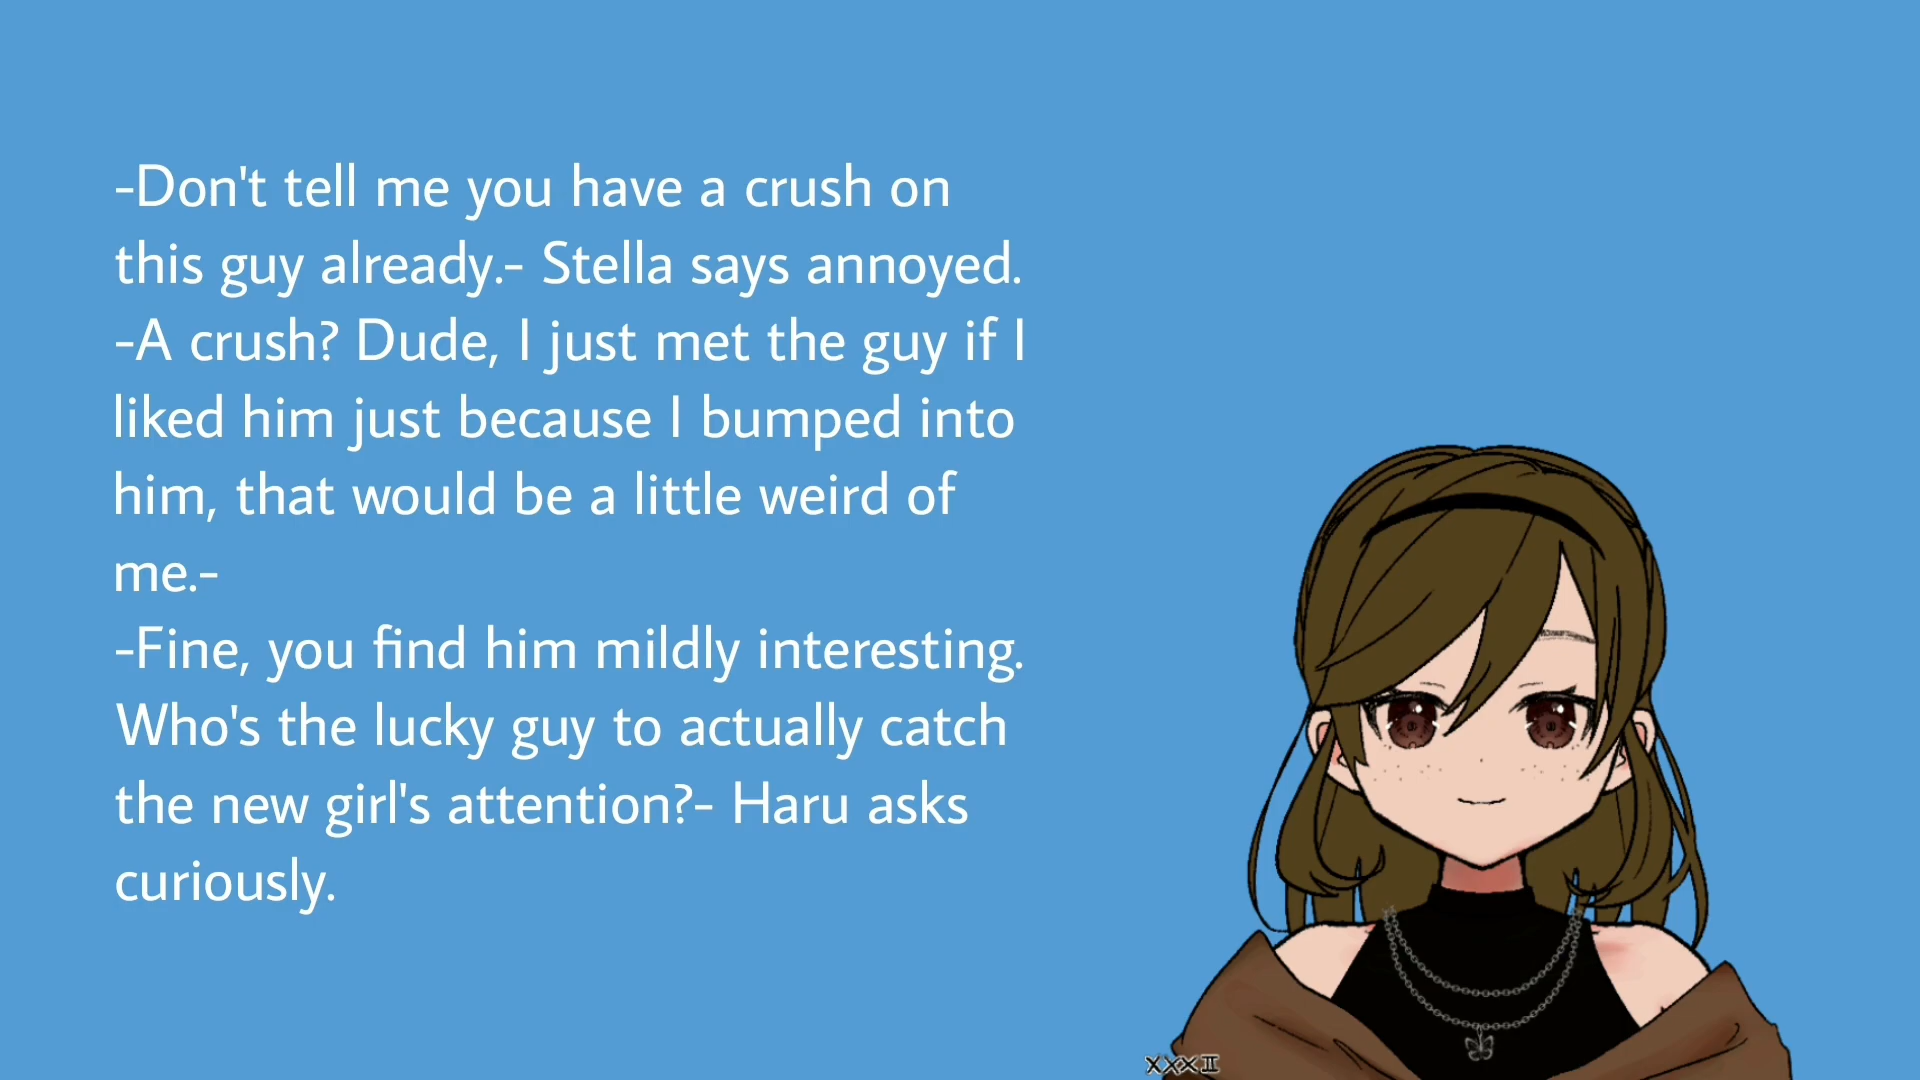 -Don't tell me you have a crush on
this guy already.- Stella says annoyed.
-A crush? Dude, I just met the guy if I
liked him just because I bumped into
him, that would be a little weird of
me.-
-Fine, you find him mildly interesting.
Who's the lucky guy to actually catch
the new girl's attention?- Haru asks
curiously.
XXXII